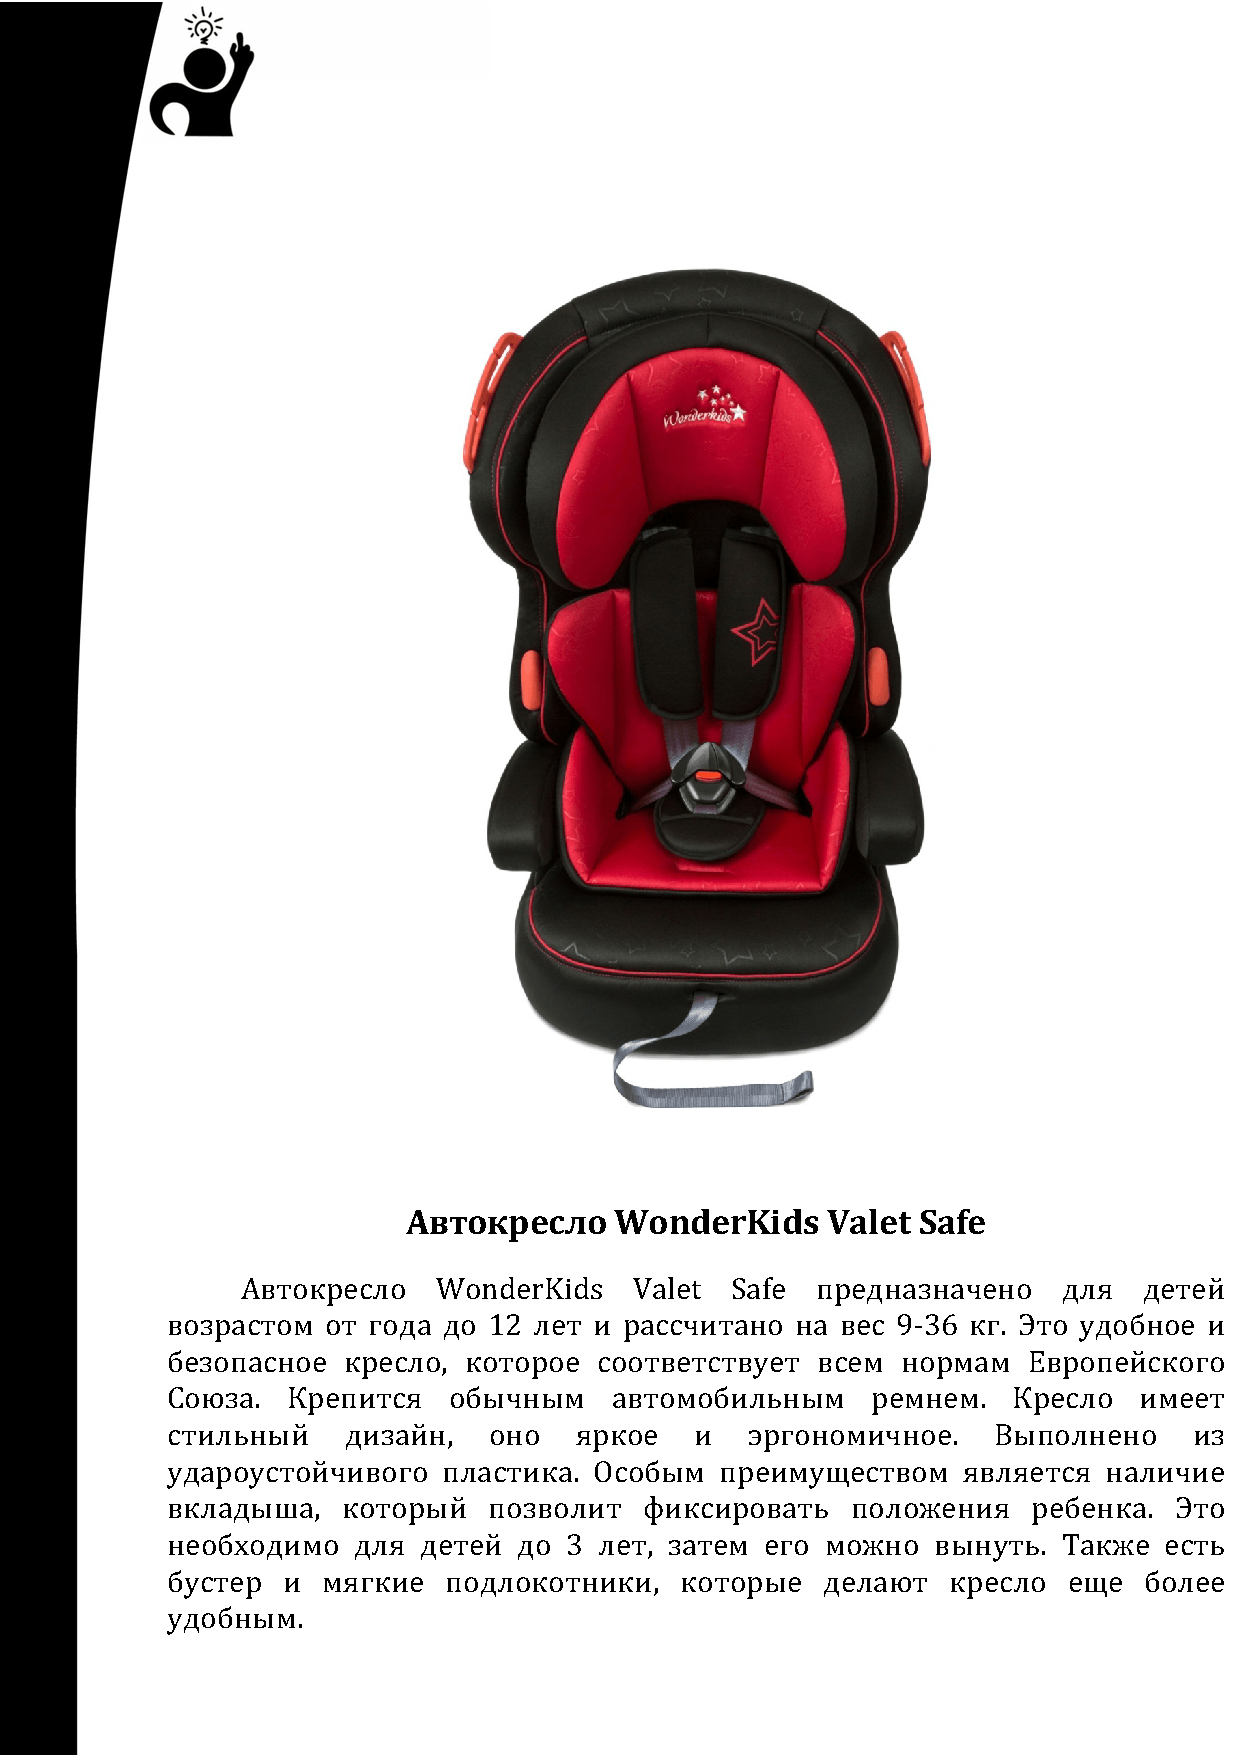 Wonderkids
Автокресло WonderKids Valet Safe
Автокресло WonderKids Valet Safe предназначено для детей
возрастом от года до 12 лет и рассчитано на вес 9-36 кг. Это удобное и
безопасное кресло, которое соответствует всем нормам Европейского
Союза. Крепится обычным автомобильным ремнем. Кресло имеет
стильный дизайн, оно яркое и эргономичное. Выполнено из
удароустойчивого пластика. Особым преимуществом является наличие
вкладыша, который позволит фиксировать положения ребенка. Это
необходимо для детей до 3 лет, затем его можно вынуть. Также есть
бустер и мягкие подлокотники, которые делают кресло еще более
удобным.